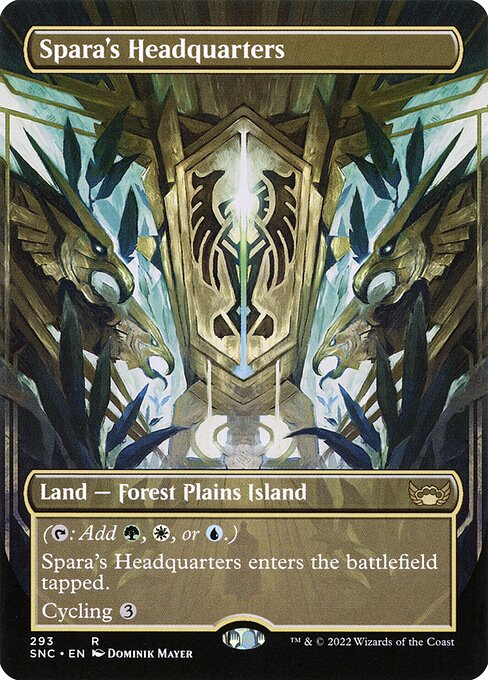 Spara's Headquarters
Land — Forest Plains Island
(: Add , , or .)
Spara's Headquarters enters the battlefield
tapped.
Cycling 3
293 R
SNC • EN Dominik Mayer
™ & © 2022 Wizards of the Coast